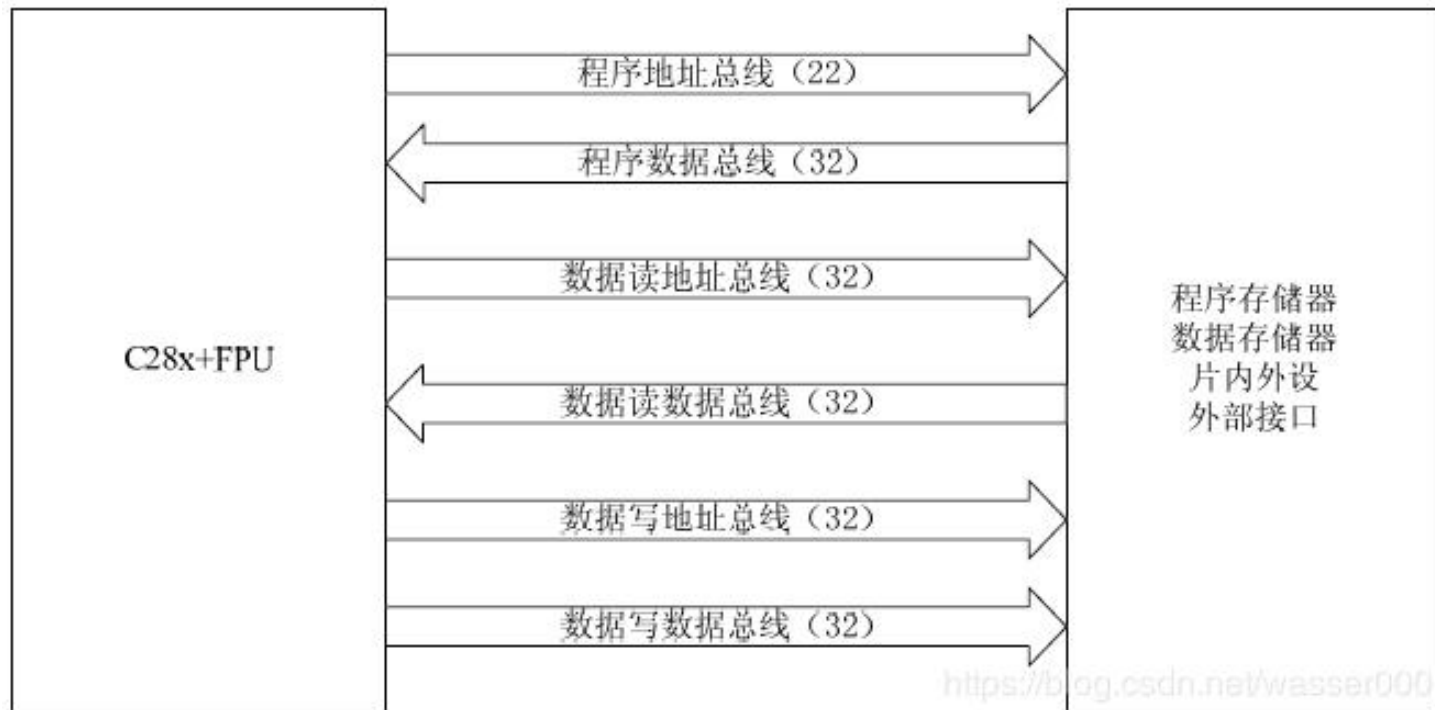 程序地址总线（22）
程序数据总线（32）
数据读地址总线（32）
C28x+FPU
数据读数据总线（32）
数据写地址总线（32）
数据写数据总线（32）
程序存储器
数据存储器
片内外设
外部接口
https://blog.csdn.net/wasser000